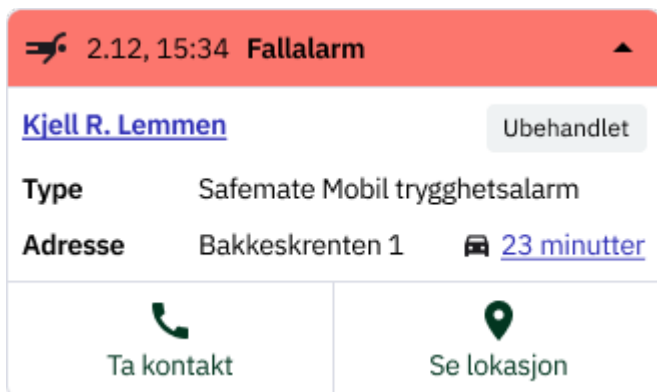 2.12, 15:34 Fallalarm
Kjell R. Lemmen Ubehandlet
Type Safemate Mobil trygghetsalarm
Adresse Bakkeskrenten 1 23 minutter
Ta kontakt Se lokasjon